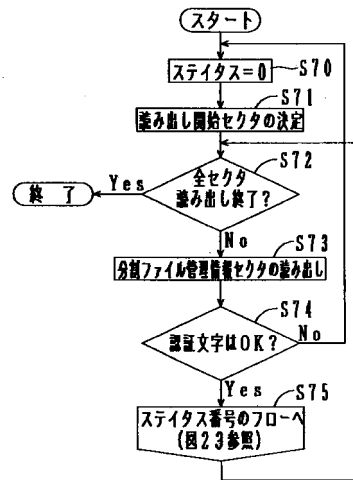 スタート
ステイタス=0
S70
読み出し開始セクタの決定
S71
全セクタ
読み出し終了?
S72
Yes
終 了
No
分割ファイル管理情報セクタの読み出し
S73
認証文字はOK?
S74
No
Yes
ステイタス番号のフローへ
(図23参照)
S75